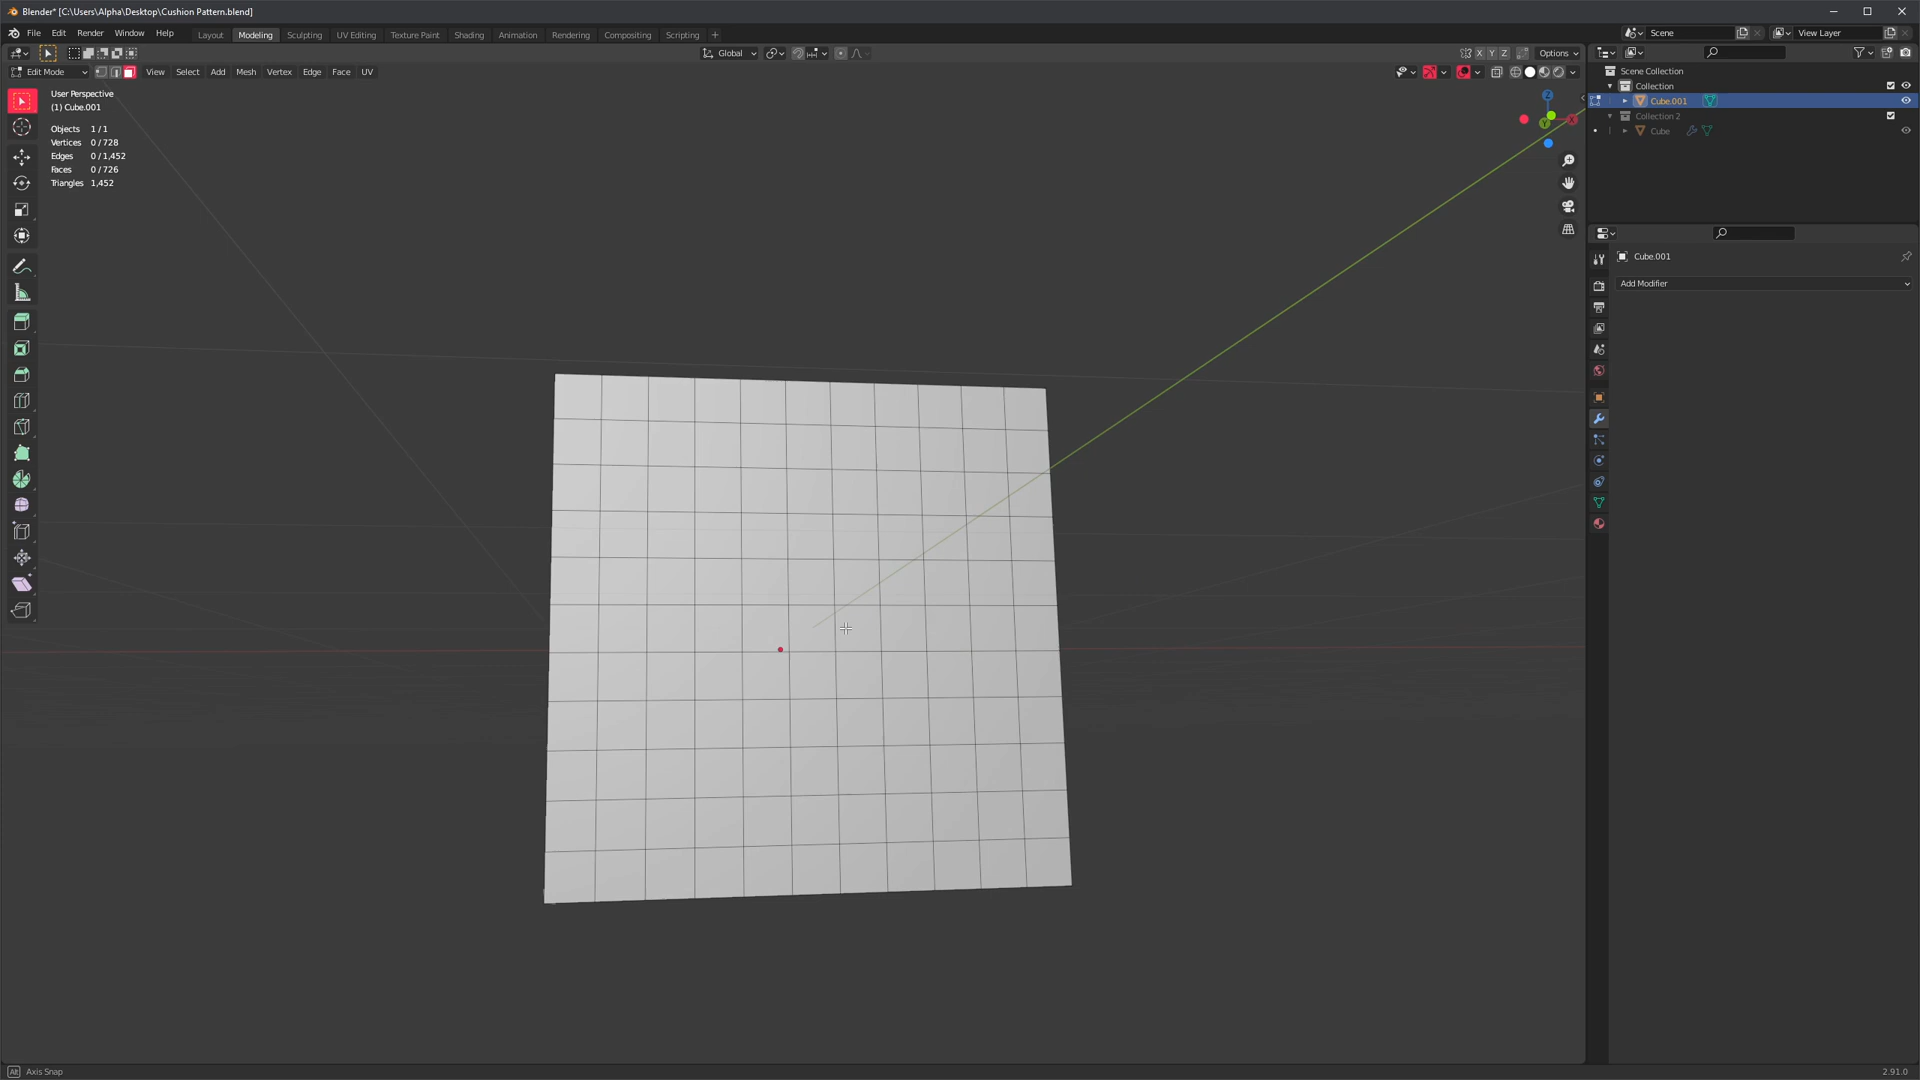 Blender* [C:\Users\Alpha\Desktop\Cushion Pattern.blend]
File Edit Render Window Help
Layout Modeling Sculpting UV Editing Texture Paint Shading Animation Rendering Compositing Scripting +
Scene
View Layer
Global
X Y Z
Options
Edit Mode
View Select Add Mesh Vertex Edge Face UV
Scene Collection
Collection
Cube.001
Collection 2
Cube
User Perspective
(1) Cube.001
Objects 1/1
Vertices 0/728
Edges 0/1,452
Faces 0/726
Triangles 1,452
Z
X
Y
Cube.001
Add Modifier
Alt Axis Snap
2.91.0